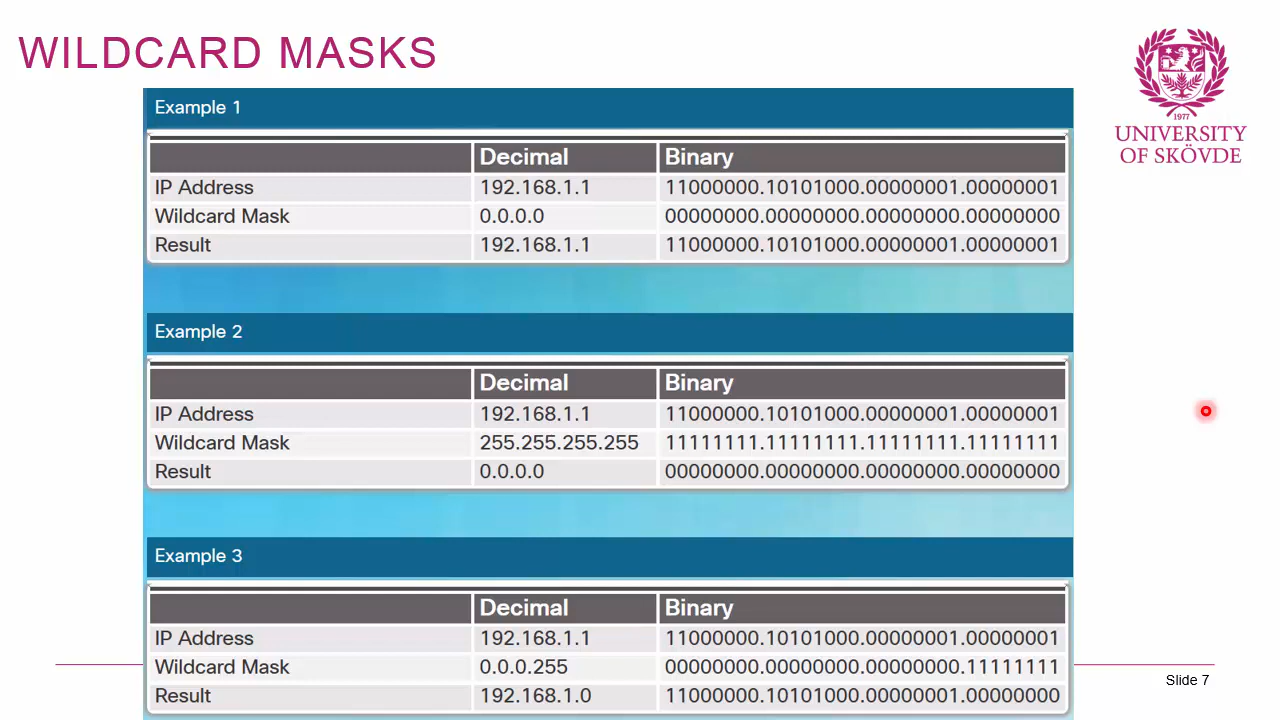 WILDCARD MASKS
1977
UNIVERSITY
OF SKÖVDE
Example 1
Decimal Binary
IP Address 192.168.1.1 11000000.10101000.00000001.00000001
Wildcard Mask 0.0.0.0 00000000.00000000.00000000.00000000
Result 192.168.1.1 11000000.10101000.00000001.00000001
Example 2
Decimal Binary
IP Address 192.168.1.1 11000000.10101000.00000001.00000001
Wildcard Mask 255.255.255.255 11111111.11111111.11111111.11111111
Result 0.0.0.0 00000000.00000000.00000000.00000000
Example 3
Decimal Binary
IP Address 192.168.1.1 11000000.10101000.00000001.00000001
Wildcard Mask 0.0.0.255 00000000.00000000.00000000.11111111
Result 192.168.1.0 11000000.10101000.00000001.00000000
Slide 7